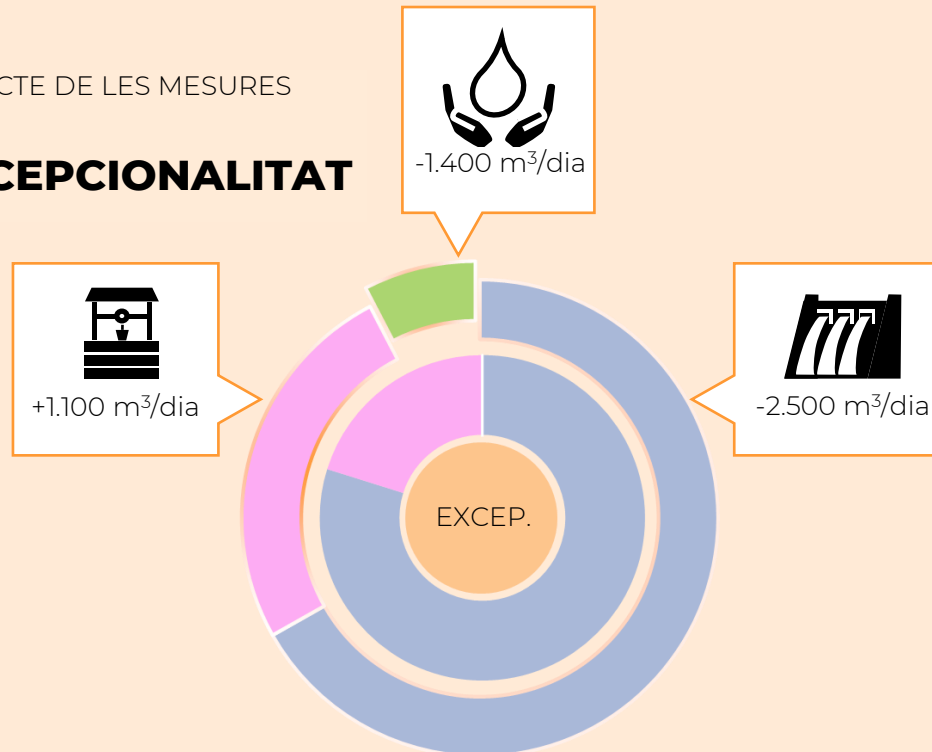 CTE DE LES MESURES
CEPCIONALITAT
-1.400 m³/dia
+1.100 m³/dia
-2.500 m³/dia
EXCEP.